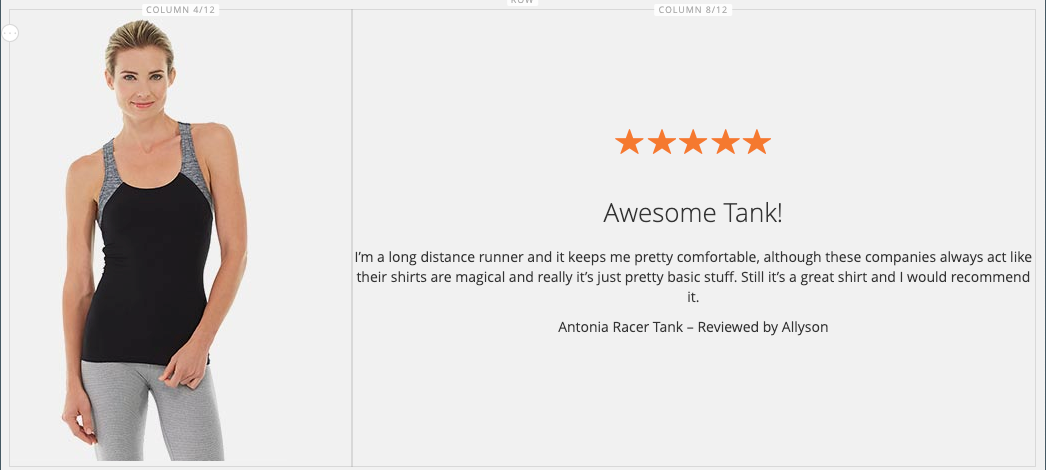 ROW
COLUMN 4/12
COLUMN 8/12
Awesome Tank!
I’m a long distance runner and it keeps me pretty comfortable, although these companies always act like
their shirts are magical and really it’s just pretty basic stuff. Still it’s a great shirt and I would recommend
it.
Antonia Racer Tank – Reviewed by Allyson